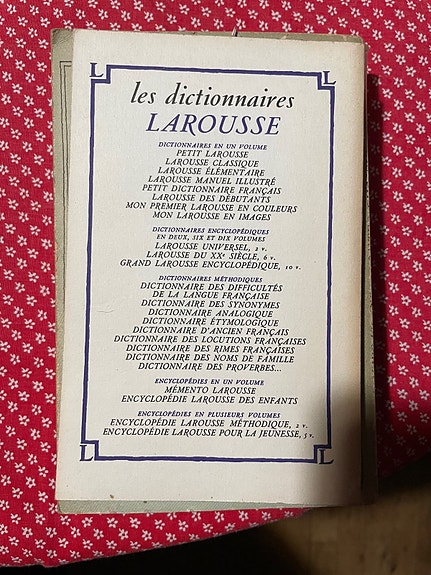 L L
les dictionnaires
LAROUSSE
DICTIONNAIRES EN UN VOLUME
PETIT LAROUSSE
LAROUSSE CLASSIQUE
LAROUSSE ÉLÉMENTAIRE
LAROUSSE MANUEL ILLUSTRÉ
PETIT DICTIONNAIRE FRANÇAIS
LAROUSSE DES DÉBUTANTS
MON PREMIER LAROUSSE EN COULEURS
MON LAROUSSE EN IMAGES
DICTIONNAIRES ENCYCLOPÉDIQUES
EN DEUX, SIX ET DIX VOLUMES
LAROUSSE UNIVERSEL, 2 v.
LAROUSSE DU XXe SIÈCLE, 6 v.
GRAND LAROUSSE ENCYCLOPÉDIQUE, 10 v.
DICTIONNAIRES MÉTHODIQUES
DICTIONNAIRE DES DIFFICULTÉS
DE LA LANGUE FRANÇAISE
DICTIONNAIRE DES SYNONYMES
DICTIONNAIRE ANALOGIQUE
DICTIONNAIRE ÉTYMOLOGIQUE
DICTIONNAIRE D'ANCIEN FRANÇAIS
DICTIONNAIRE DES LOCUTIONS FRANÇAISES
DICTIONNAIRE DES RIMES FRANÇAISES
DICTIONNAIRE DES NOMS DE FAMILLE
DICTIONNAIRE DES PROVERBES...
ENCYCLOPÉDIES EN UN VOLUME
MÉMENTO LAROUSSE
ENCYCLOPÉDIE LAROUSSE DES ENFANTS
ENCYCLOPÉDIES EN PLUSIEURS VOLUMES
ENCYCLOPÉDIE LAROUSSE MÉTHODIQUE, 2 v.
ENCYCLOPÉDIE LAROUSSE POUR LA JEUNESSE, 5 v.
L L